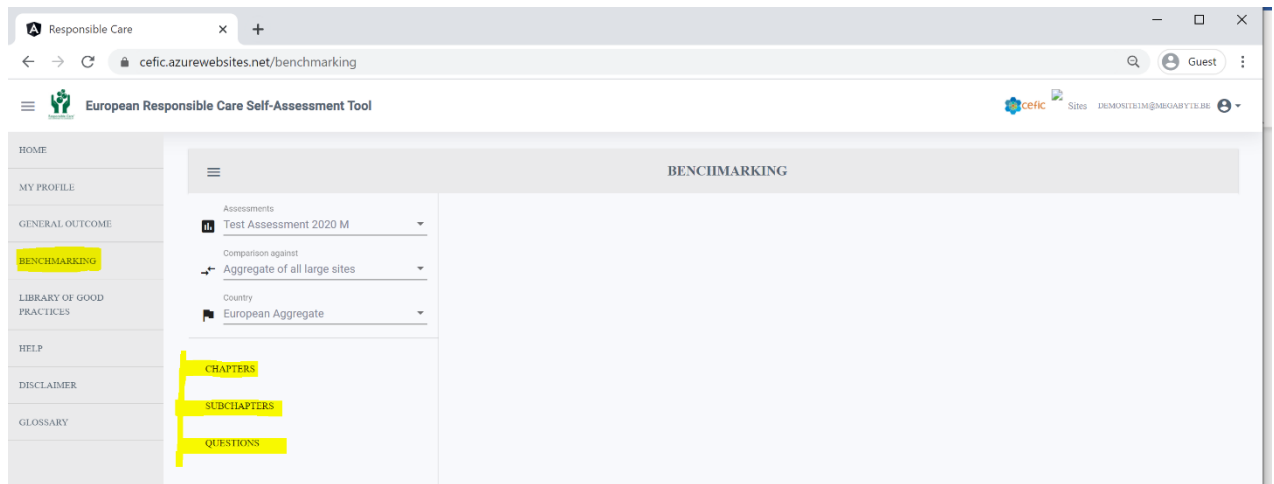 Responsible Care
cefic.azurewebsites.net/benchmarking
Guest
European Responsible Care Self-Assessment Tool
cefic
Sites
DEMOSITE1M@MEGABYTE.BE
HOME
MY PROFILE
GENERAL OUTCOME
BENCHMARKING
LIBRARY OF GOOD
PRACTICES
HELP
DISCLAIMER
GLOSSARY
BENCHMARKING
Assessments
Test Assessment 2020 M
Comparison against
Aggregate of all large sites
Country
European Aggregate
CHAPTERS
SUBCHAPTERS
QUESTIONS